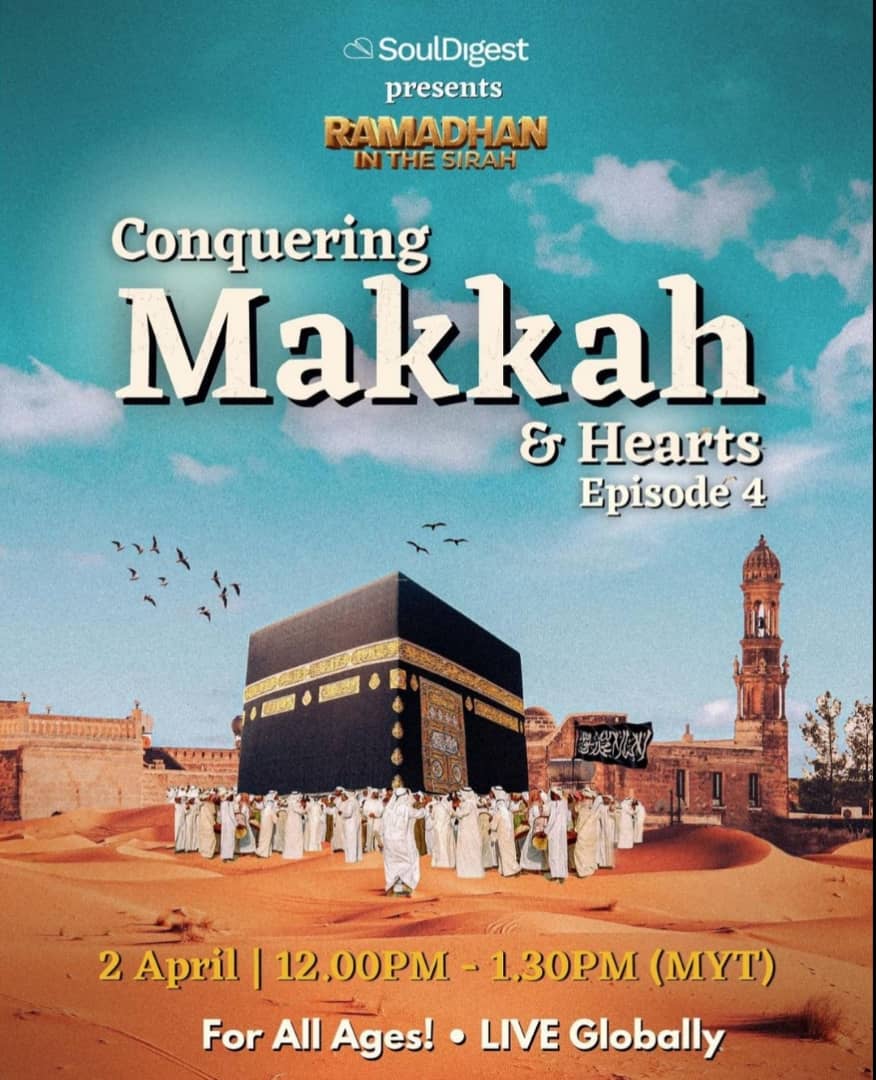 SoulDigest
presents
RAMADHAN
IN THE SIRAH
Conquering
Makkah
& Hearts
Episode 4
2 April | 12.00PM - 1.30PM (MYT)
For All Ages! • LIVE Globally